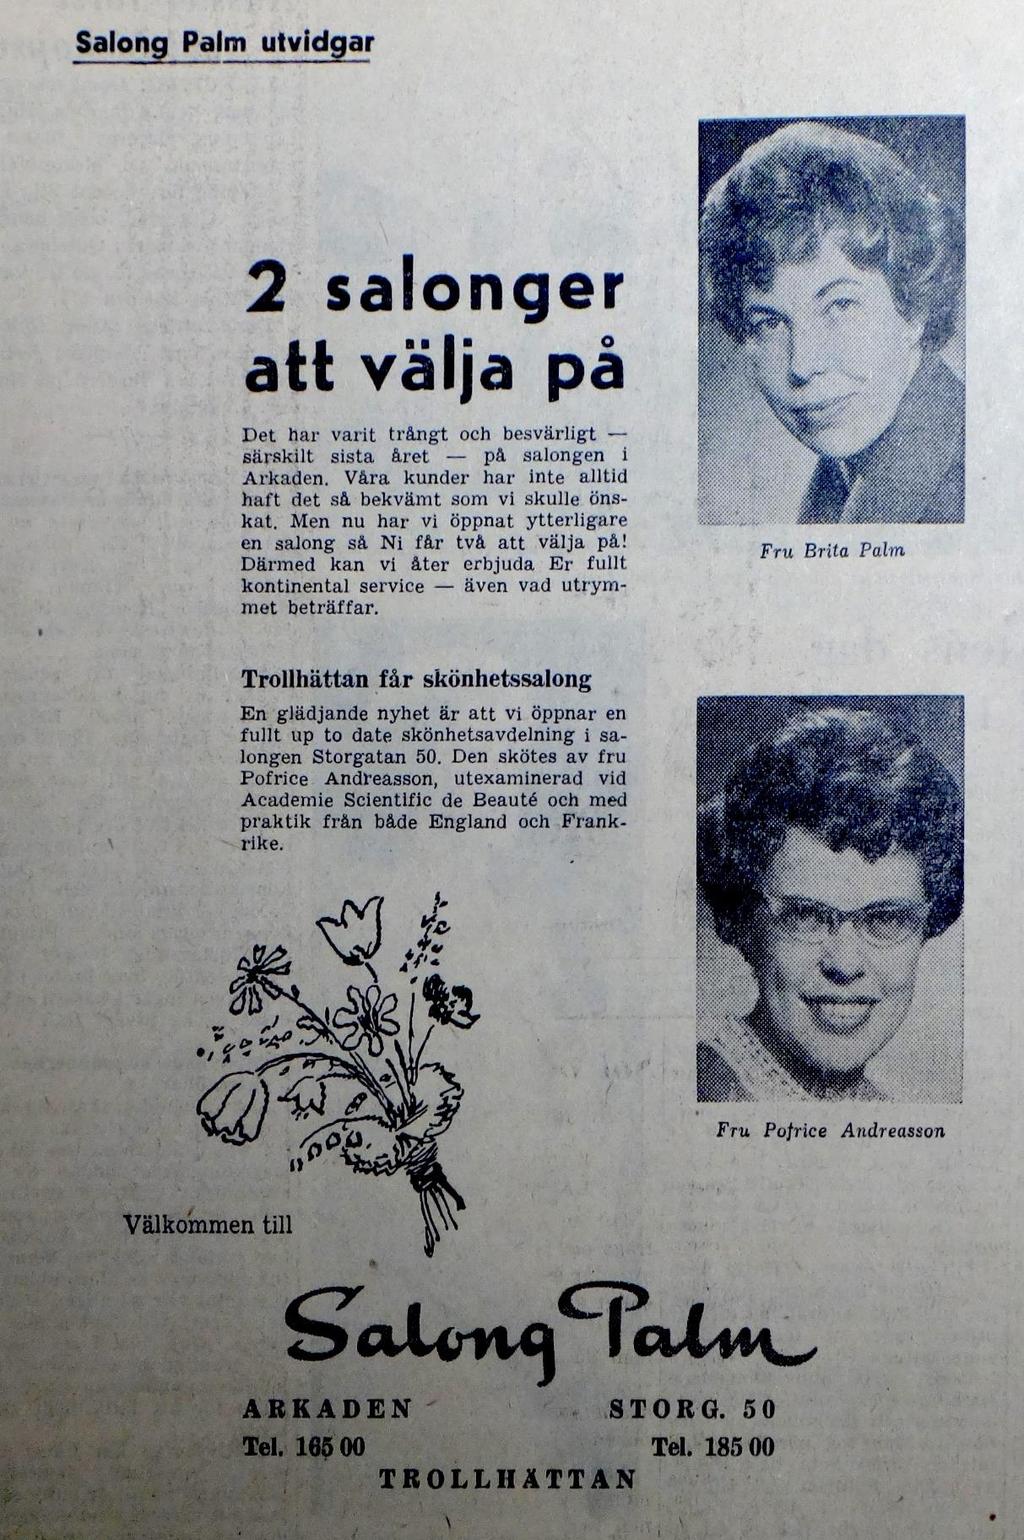 Salong Palm utvidgar
2 salonger
att välja på
Det har varit trångt och besvärligt —
särskilt sista året — på salongen i
Arkaden. Våra kunder har inte alltid
haft det så bekvämt som vi skulle öns-
kat. Men nu har vi öppnat ytterligare
en salong så Ni får två att välja på!
Därmed kan vi åter erbjuda Er fullt
kontinental service — även vad utrym-
met beträffar.
Fru Brita Palm
Trollhättan får skönhetssalong
En glädjande nyhet är att vi öppnar en
fullt up to date skönhetsavdelning i sa-
longen Storgatan 50. Den skötes av fru
Pofrice Andreasson, utexaminerad vid
Academie Scientific de Beauté och med
praktik från både England och Frank-
rike.
Fru Pofrice Andreasson
Välkommen till
Salong Palm
ARKADEN STORG. 50
Tel. 165 00 Tel. 185 00
TROLLHÄTTAN